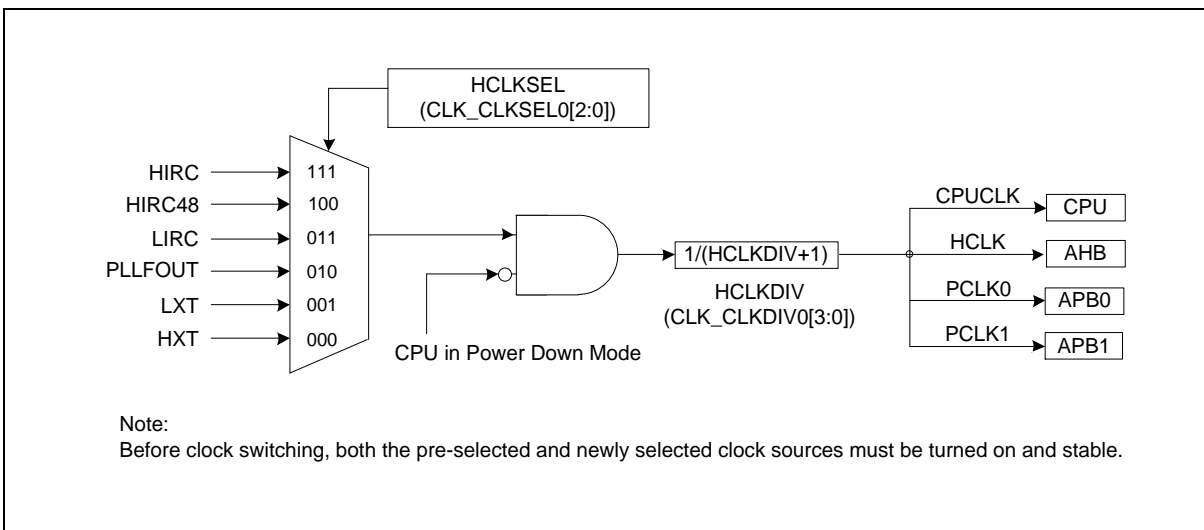 HCLKSEL
(CLK_CLKSEL0[2:0])
HIRC
111
HIRC48
100
LIRC
011
PLLFOUT
010
LXT
001
HXT
000
CPU in Power Down Mode
1/(HCLKDIV+1)
HCLKDIV
(CLK_CLKDIV0[3:0])
CPUCLK
CPU
HCLK
AHB
PCLK0
APB0
PCLK1
APB1
Note:
Before clock switching, both the pre-selected and newly selected clock sources must be turned on and stable.